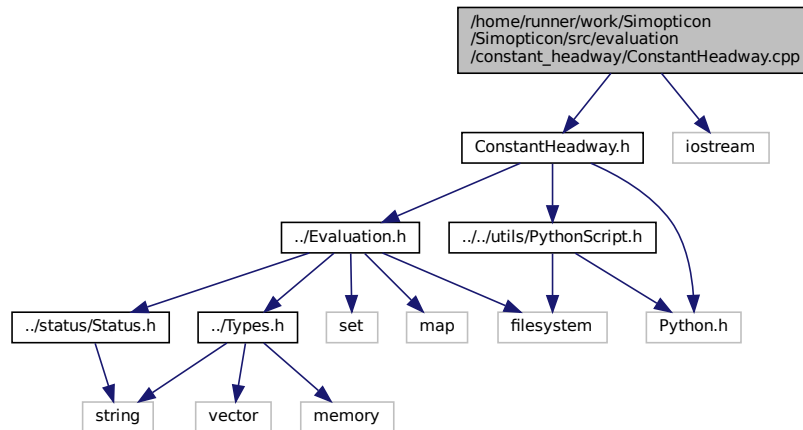 /home/runner/work/Simopticon
/Simopticon/src/evaluation
/constant_headway/ConstantHeadway.cpp
ConstantHeadway.h
iostream
../Evaluation.h
../../utils/PythonScript.h
../status/Status.h
../Types.h
set
map
filesystem
Python.h
string
vector
memory